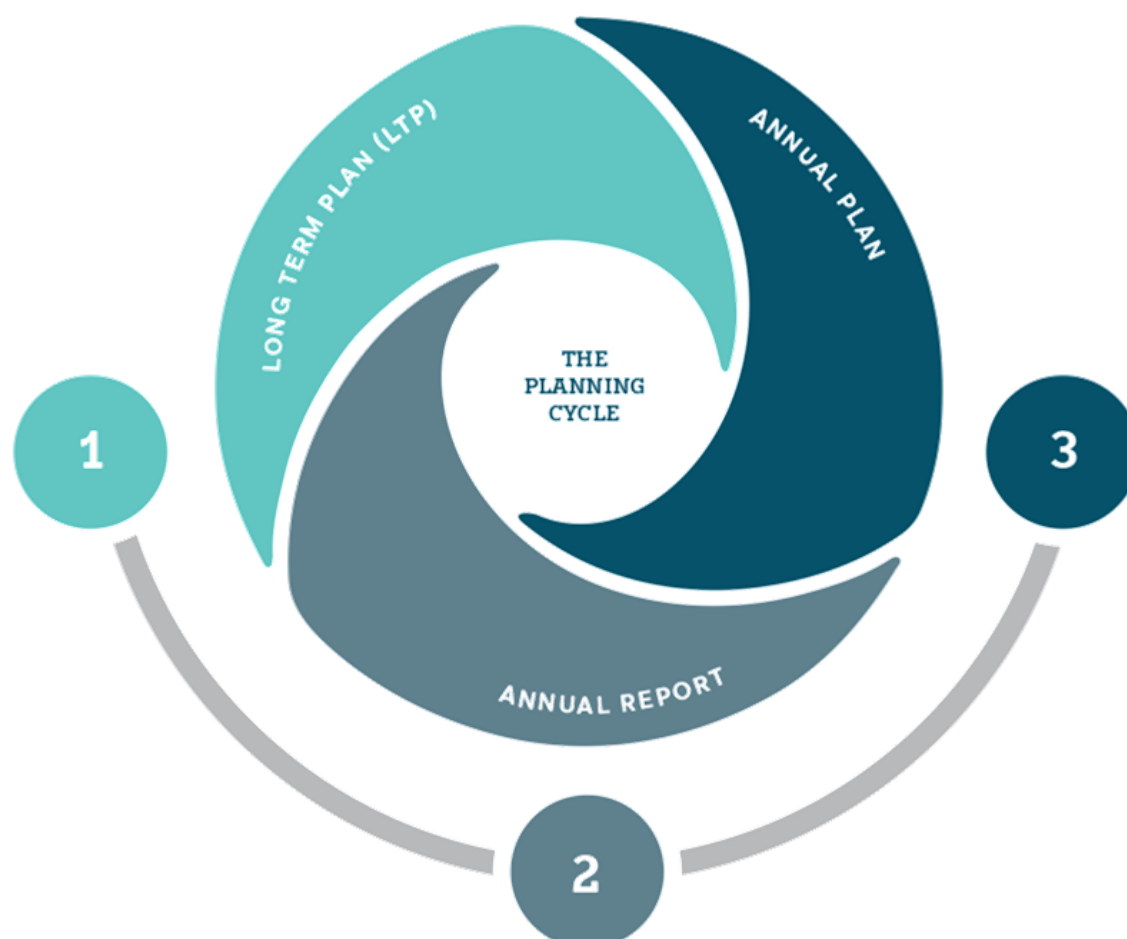 LONG TERM PLAN (LTP)
ANNUAL PLAN
THE
PLANNING
CYCLE
1
3
ANNUAL REPORT
2